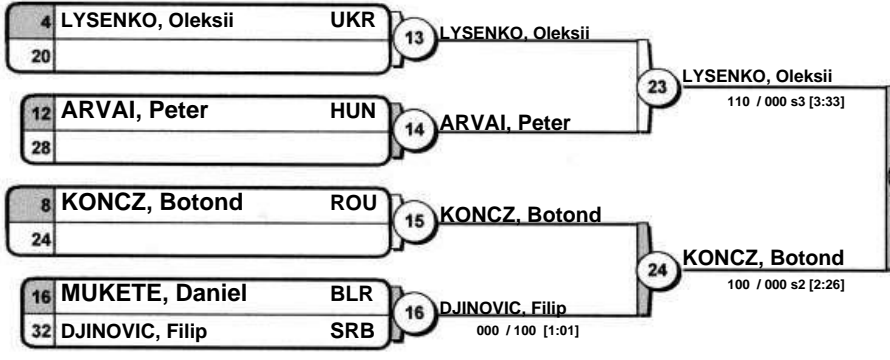 4 LYSENKO, Oleksii UKR
20
13
LYSENKO, Oleksii
12 ARVAI, Peter HUN
28
14
ARVAI, Peter
23
LYSENKO, Oleksii
110 / 000 s3 [3:33]
8 KONCZ, Botond ROU
24
15
KONCZ, Botond
16 MUKETE, Daniel BLR
32 DJINOVIC, Filip SRB
16
DJINOVIC, Filip
000 / 100 [1:01]
24
KONCZ, Botond
100 / 000 s2 [2:26]